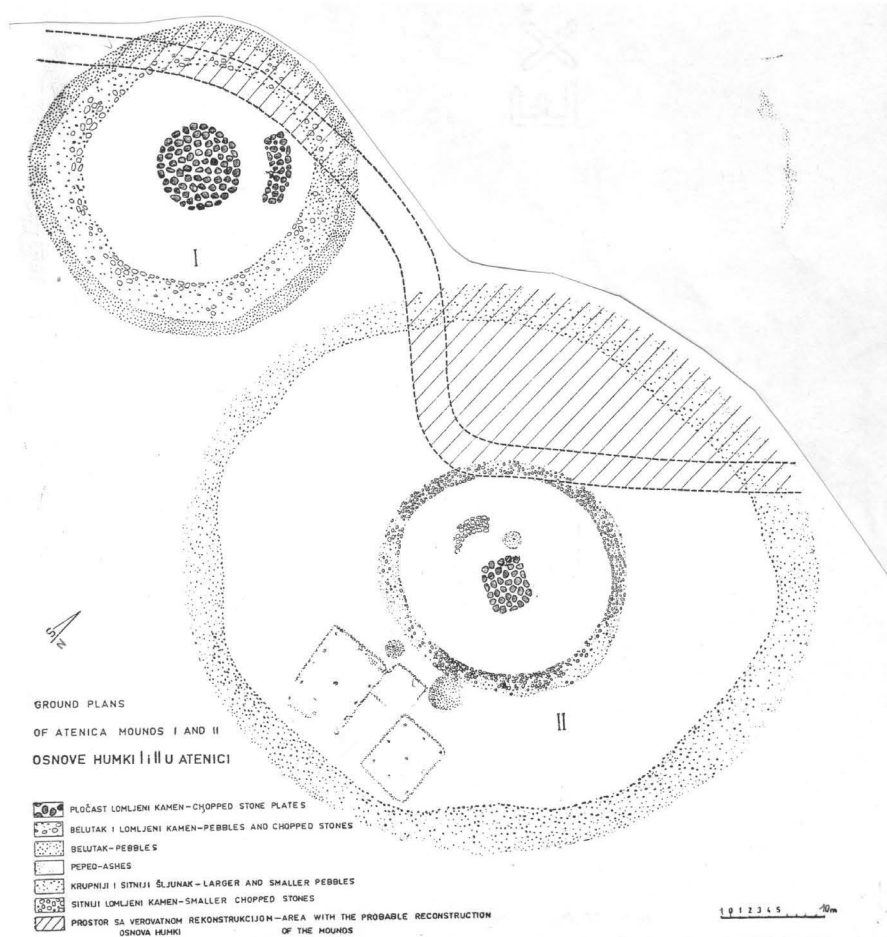 I
II
S
N
GROUND PLANS
OF ATENICA MOUNOS I AND II
OSNOVE HUMKI I i II U ATENICI
PLOČAST LOMLJENI KAMEN-CHOPPED STONE PLATES
BELUTAK I LOMLJENI KAMEN-PEBBLES AND CHOPPED STONES
BELUTAK-PEBBLES
PEPEO-ASHES
KRUPNIJI I SITNIJI ŠLJUNAK-LARGER AND SMALLER PEBBLES
SITNIJI LOMLJENI KAMEN-SMALLER CHOPPED STONES
PROSTOR SA VEROVATNOM REKONSTRUKCIJOM-AREA WITH THE PROBABLE RECONSTRUCTION
OSNOVA HUMKI OF THE MOUNOS
1 0 1 2 3 4 5 10m